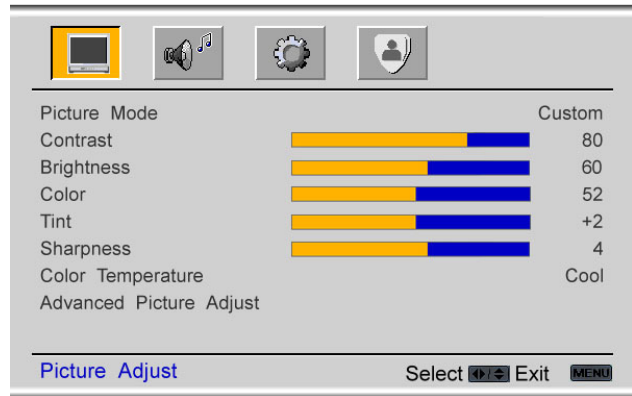 Picture Mode Custom
Contrast 80
Brightness 60
Color 52
Tint +2
Sharpness 4
Color Temperature Cool
Advanced Picture Adjust
Picture Adjust Select Exit MENU